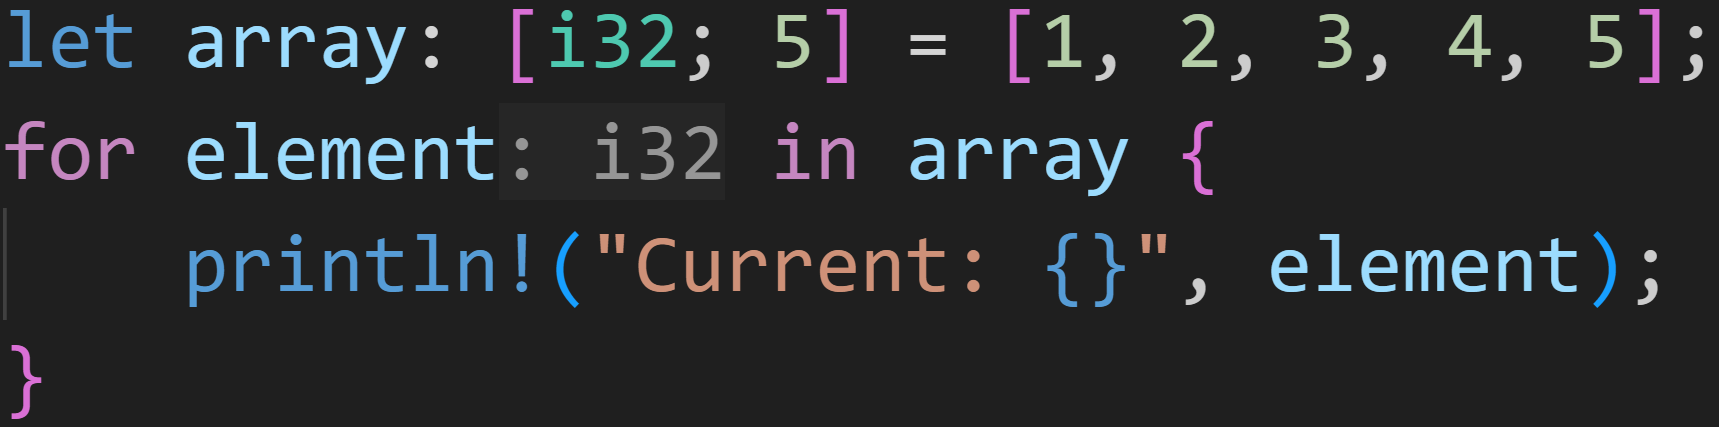 let array: [i32; 5] = [1, 2, 3, 4, 5];
for element: i32 in array {
    println!("Current: {}", element);
}